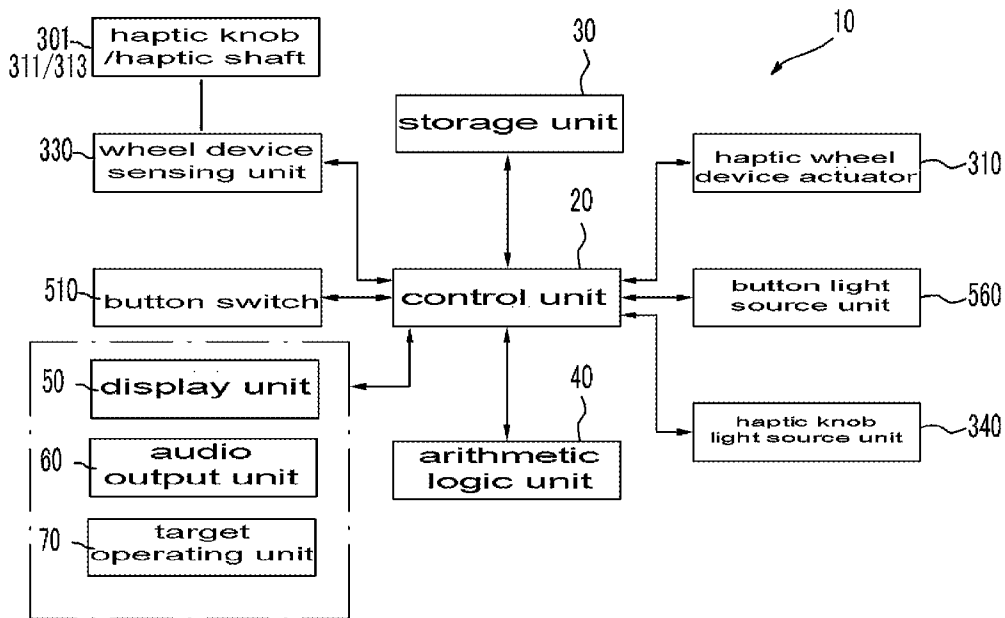 301
311/313
haptic knob
/haptic shaft
30
10
storage unit
330
wheel device
sensing unit
haptic wheel
device actuator
310
20
510
button switch
control unit
button light
source unit
560
50
display unit
40
60
audio
output unit
arithmetic
logic unit
haptic knob
light source unit
340
70
target
operating unit